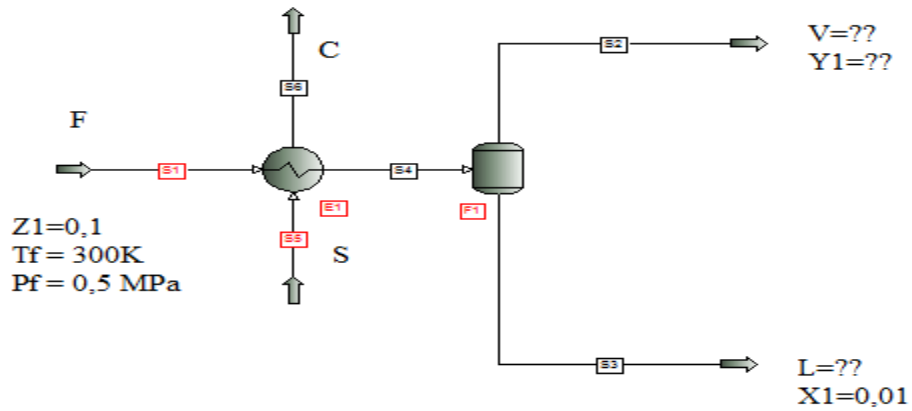 C
S6
F
S1
S4
E1
S5
S
Z1=0,1
Tf = 300K
Pf = 0,5 MPa
F1
S2
V=??
Y1=??
S3
L=??
X1=0,01